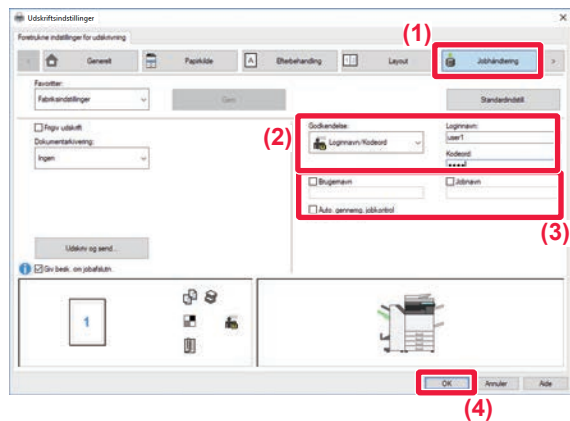 Udskriftsindstillinger
Foretrukne indstillinger for udskrivning
(1)
Generelt
Papirkilde
Efterbehandling
Layout
Jobhåndtering
Favoritter:
Fabriksindstillinger
Gem
Standardindstill.
Frigiv udskrift
Dokumentarkivering:
Ingen
(2)
Godkendelse:
Loginnavn/Kodeord
Loginnavn:
user1
Kodeord:
Brugernavn
Jobnavn
Auto. gennemg. jobkontrol
(3)
Udskriv og send...
Giv besk. om jobafslutn.
1
OK
Annuller
(4)